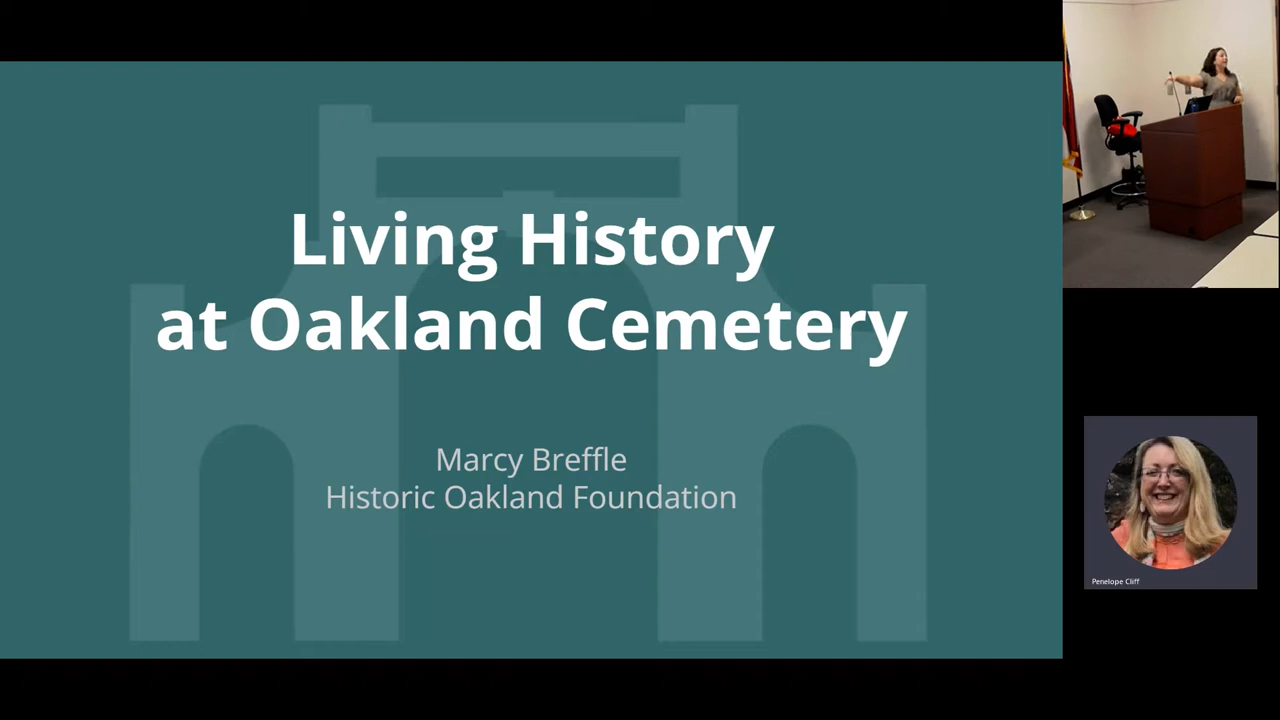 Living History
at Oakland Cemetery
Marcy Breffle
Historic Oakland Foundation
Penelope Cliff